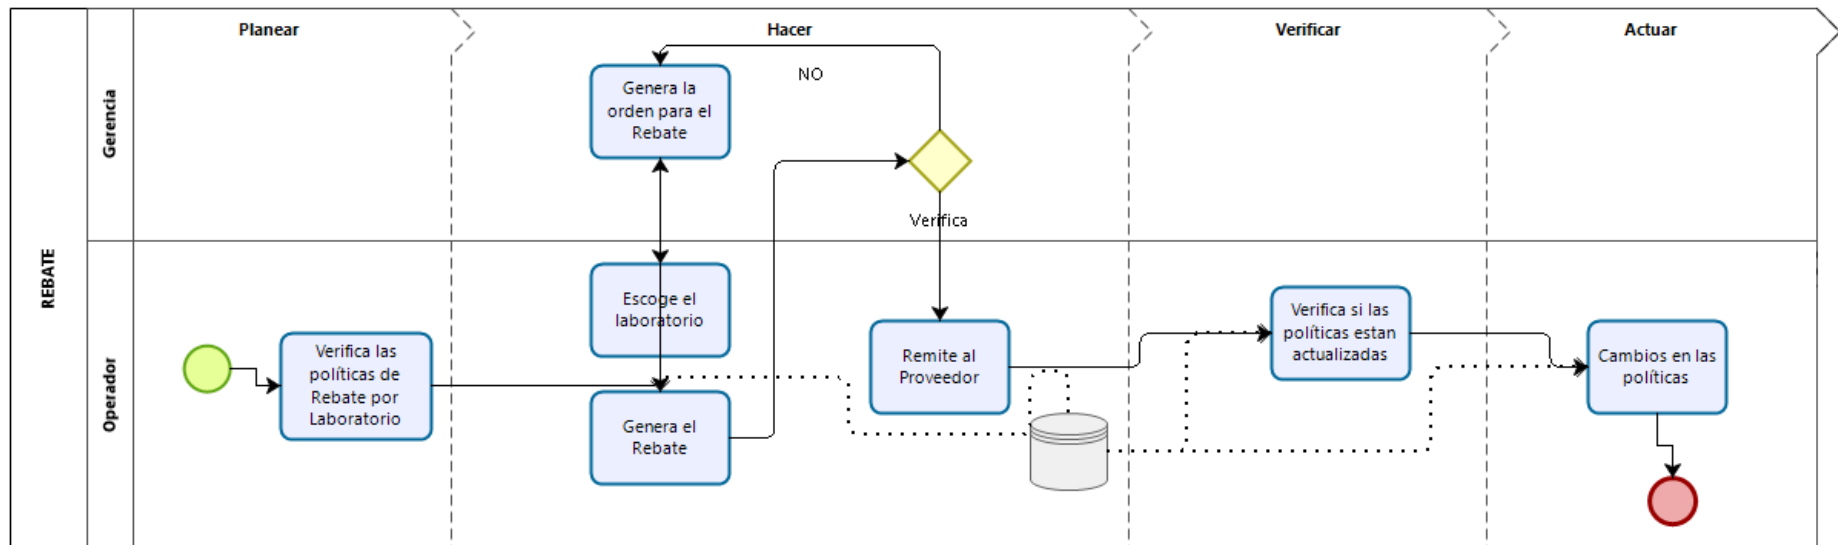 Planear
Hacer
Verificar
Actuar
REBATE
Gerencia
Genera la
orden para el
Rebate
NO
Verifica
Operador
Verifica las
políticas de
Rebate por
Laboratorio
Escoge el
laboratorio
Genera el
Rebate
Remite al
Proveedor
Verifica si las
políticas estan
actualizadas
Cambios en las
políticas